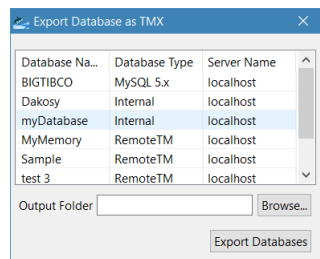 Export Database as TMX
Database Na... Database Type Server Name
BIGTIBCO MySQL 5.x localhost
Dakosy Internal localhost
myDatabase Internal localhost
MyMemory RemoteTM localhost
Sample RemoteTM localhost
test 3 RemoteTM localhost
Output Folder Browse...
Export Databases